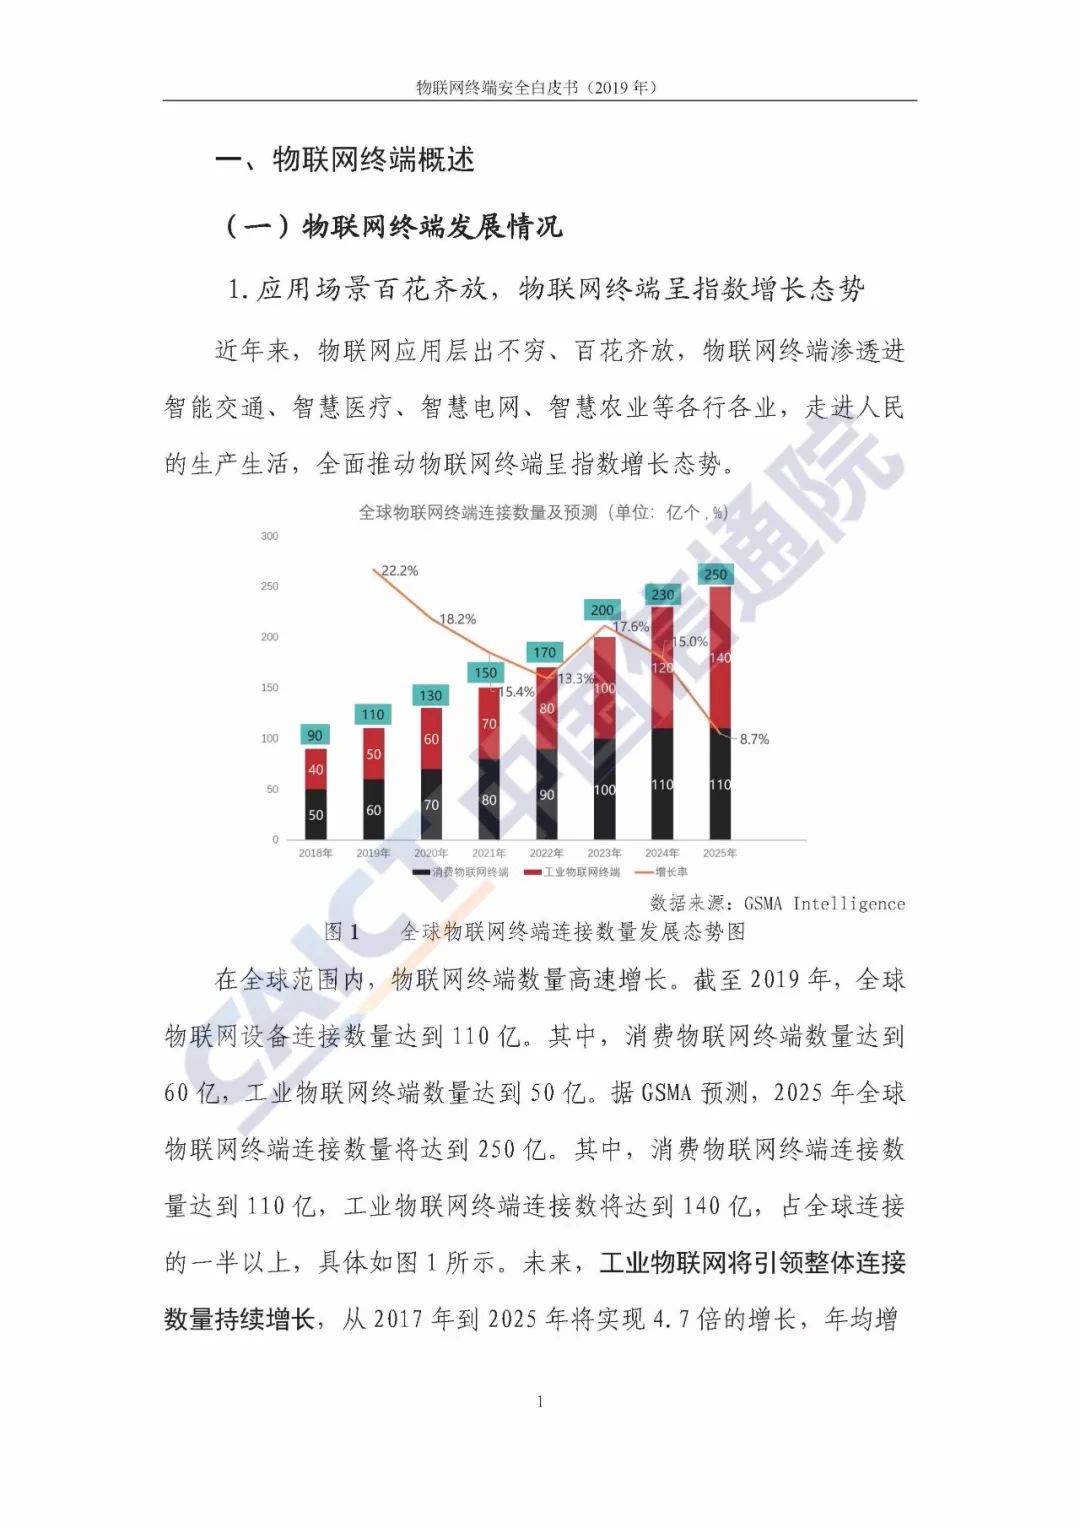 物联网终端安全白皮书（2019 年）
一、物联网终端概述
（一）物联网终端发展情况
1.应用场景百花齐放，物联网终端呈指数增长态势
近年来，物联网应用层出不穷、百花齐放，物联网终端渗透进
智能交通、智慧医疗、智慧电网、智慧农业等各行各业，走进人民
的生产生活，全面推动物联网终端呈指数增长态势。
全球物联网终端连接数量及预测（单位：亿个,%）
300
250
200
150
100
50
0
22.2%
18.2%
15.4%
13.3%
17.6%
15.0%
8.7%
90
110
130
150
170
200
230
250
40
50
60
70
80
100
120
140
50
60
70
80
90
100
110
110
2018年 2019年 2020年 2021年 2022年 2023年 2024年 2025年
消费物联网终端 工业物联网终端 增长率
数据来源：GSMA Intelligence
图 1 全球物联网终端连接数量发展态势图
在全球范围内，物联网终端数量高速增长。截至 2019 年，全球
物联网设备连接数量达到 110 亿。其中，消费物联网终端数量达到
60 亿，工业物联网终端数量达到 50 亿。据 GSMA 预测，2025 年全球
物联网终端连接数量将达到 250 亿。其中，消费物联网终端连接数
量达到 110 亿，工业物联网终端连接数将达到 140 亿，占全球连接
的一半以上，具体如图 1 所示。未来，工业物联网将引领整体连接
数量持续增长，从 2017 年到 2025 年将实现 4.7 倍的增长，年均增
1
CAICT 中国信通院